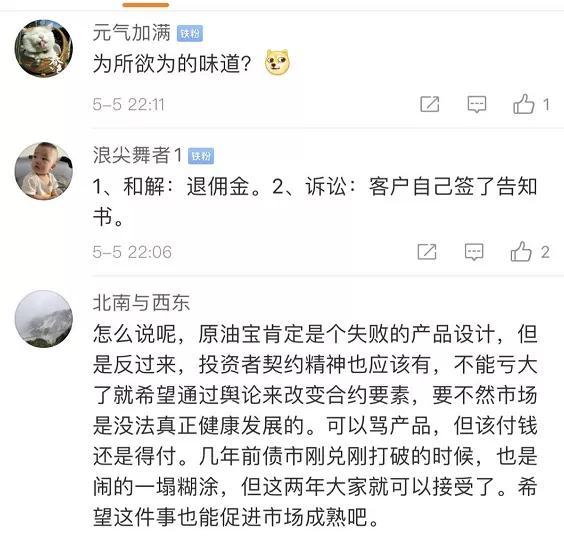 元气加满 铁粉
为所欲为的味道？
5-5 22:11
1
浪尖舞者1 铁粉
1、和解：退佣金。2、诉讼：客户自己签了告知
书。
5-5 22:06
2
北南与西东
怎么说呢，原油宝肯定是个失败的产品设计，但
是反过来，投资者契约精神也应该有，不能亏大
了就希望通过舆论来改变合约要素，要不然市场
是没法真正健康发展的。可以骂产品，但该付钱
还是得付。几年前债市刚兑刚打破的时候，也是
闹的一塌糊涂，但这两年大家就可以接受了。希
望这件事也能促进市场成熟吧。